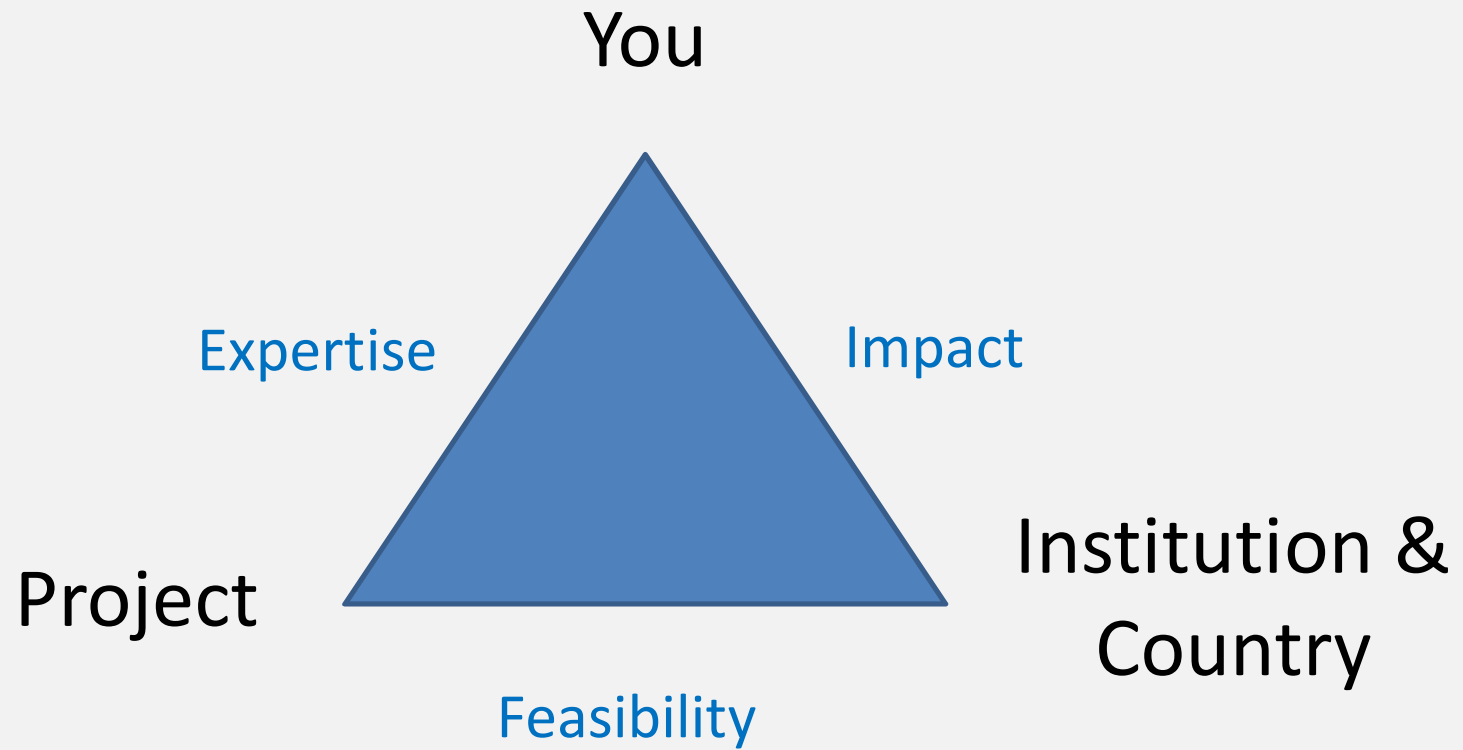 You
Expertise
Impact
Project
Institution &
Country
Feasibility